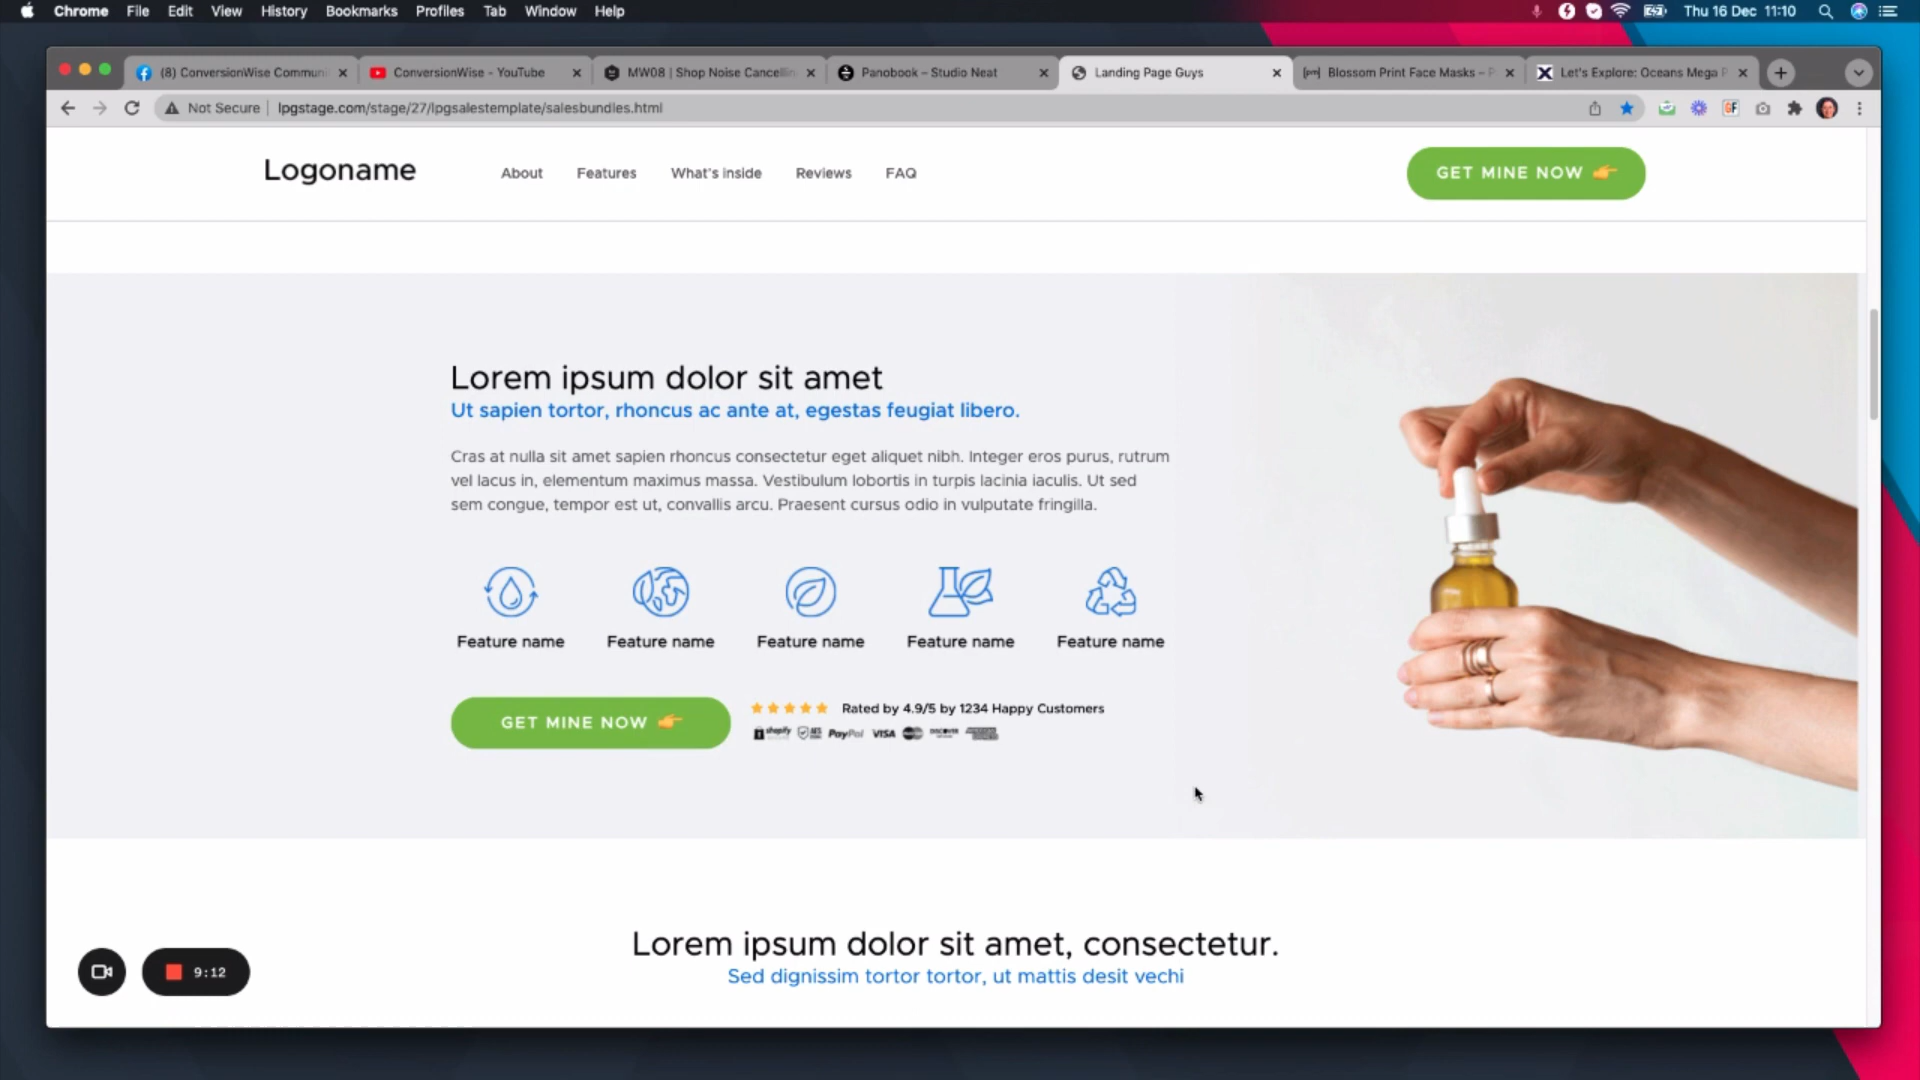 Chrome File Edit View History Bookmarks Profiles Tab Window Help
Thu 16 Dec 11:10
(8) ConversionWise Communi
ConversionWise - YouTube
MW08 | Shop Noise Cancellin
Panobook – Studio Neat
Landing Page Guys
Blossom Print Face Masks – P
Let's Explore: Oceans Mega P
Not Secure | lpgstage.com/stage/27/lpgsalestemplate/salesbundles.html
Logoname
About Features What's inside Reviews FAQ
GET MINE NOW
Lorem ipsum dolor sit amet
Ut sapien tortor, rhoncus ac ante at, egestas feugiat libero.
Cras at nulla sit amet sapien rhoncus consectetur eget aliquet nibh. Integer eros purus, rutrum
vel lacus in, elementum maximus massa. Vestibulum lobortis in turpis lacinia iaculis. Ut sed
sem congue, tempor est ut, convallis arcu. Praesent cursus odio in vulputate fringilla.
Feature name Feature name Feature name Feature name Feature name
GET MINE NOW
Rated by 4.9/5 by 1234 Happy Customers
shopify PayPal VISA DISCOVER
Lorem ipsum dolor sit amet, consectetur.
Sed dignissim tortor tortor, ut mattis desit vechi
9:12